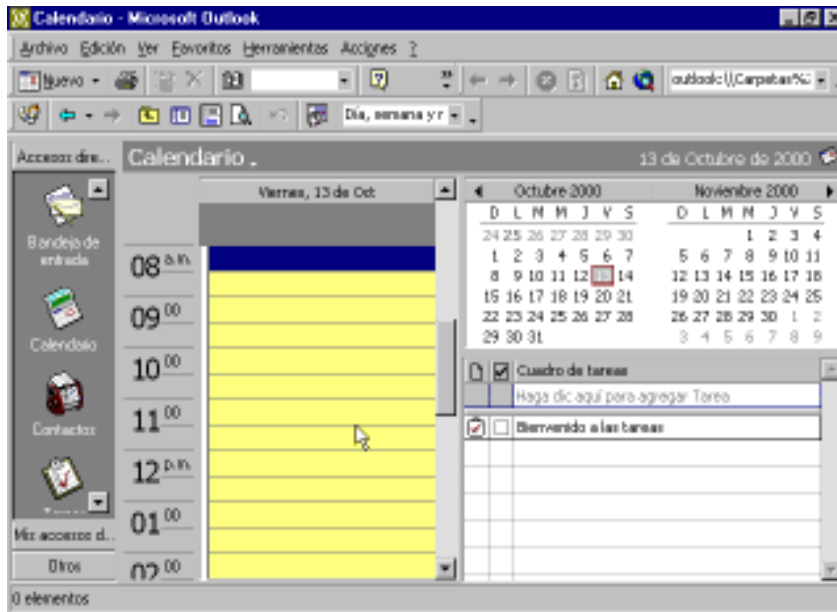 Calendario - Microsoft Outlook
Archivo Edición Ver Favoritos Herramientas Acciones ?
Nuevo outlook:\\Carpetas%
Día, semana y r
Acceso dire... Calendario . 13 de Octubre de 2000
Bandeja de
entrada
Calendario
Contactos
Mis accesos d..
Otros
Viernes, 13 de Oct
08 a.m.
09 00
10 00
11 00
12 p.m.
01 00
02 00
Octubre 2000
D L M M J V S
24 25 26 27 28 29 30
1 2 3 4 5 6 7
8 9 10 11 12 13 14
15 16 17 18 19 20 21
22 23 24 25 26 27 28
29 30 31
Noviembre 2000
D L M M J V S
1 2 3 4
5 6 7 8 9 10 11
12 13 14 15 16 17 18
19 20 21 22 23 24 25
26 27 28 29 30 1 2
3 4 5 6 7 8 9
Cuadro de tareas
Haga clic aquí para agregar Tarea
Bienvenido a las tareas
0 elementos